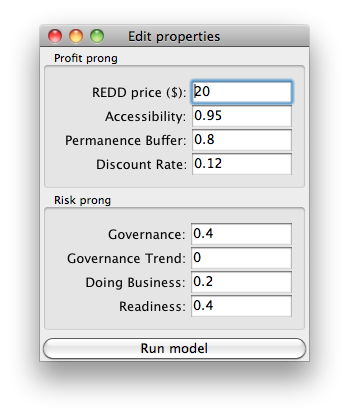 Edit properties
Profit prong
REDD price ($): 20
Accessibility: 0.95
Permanence Buffer: 0.8
Discount Rate: 0.12
Risk prong
Governance: 0.4
Governance Trend: 0
Doing Business: 0.2
Readiness: 0.4
Run model